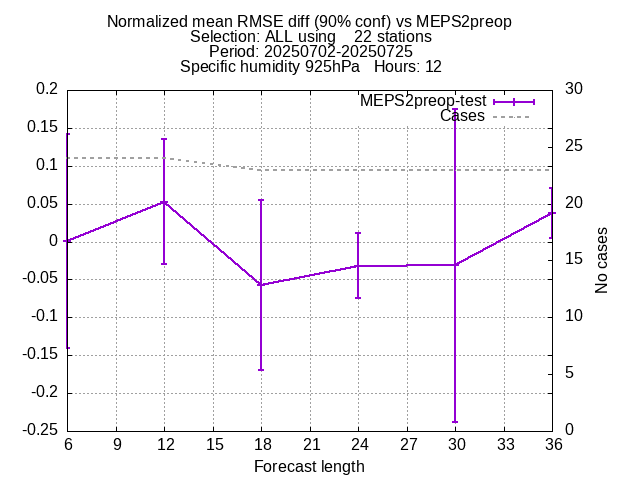 Normalized mean RMSE diff (90% conf) vs MEPS2preop
Selection: ALL using    22 stations
Period: 20250702-20250725
Specific humidity 925hPa   Hours: 12
MEPS2preop-test
Cases
0.2
0.15
0.1
0.05
0
-0.05
-0.1
-0.15
-0.2
-0.25
30
25
20
15
10
5
0
No cases
6 9 12 15 18 21 24 27 30 33 36
Forecast length